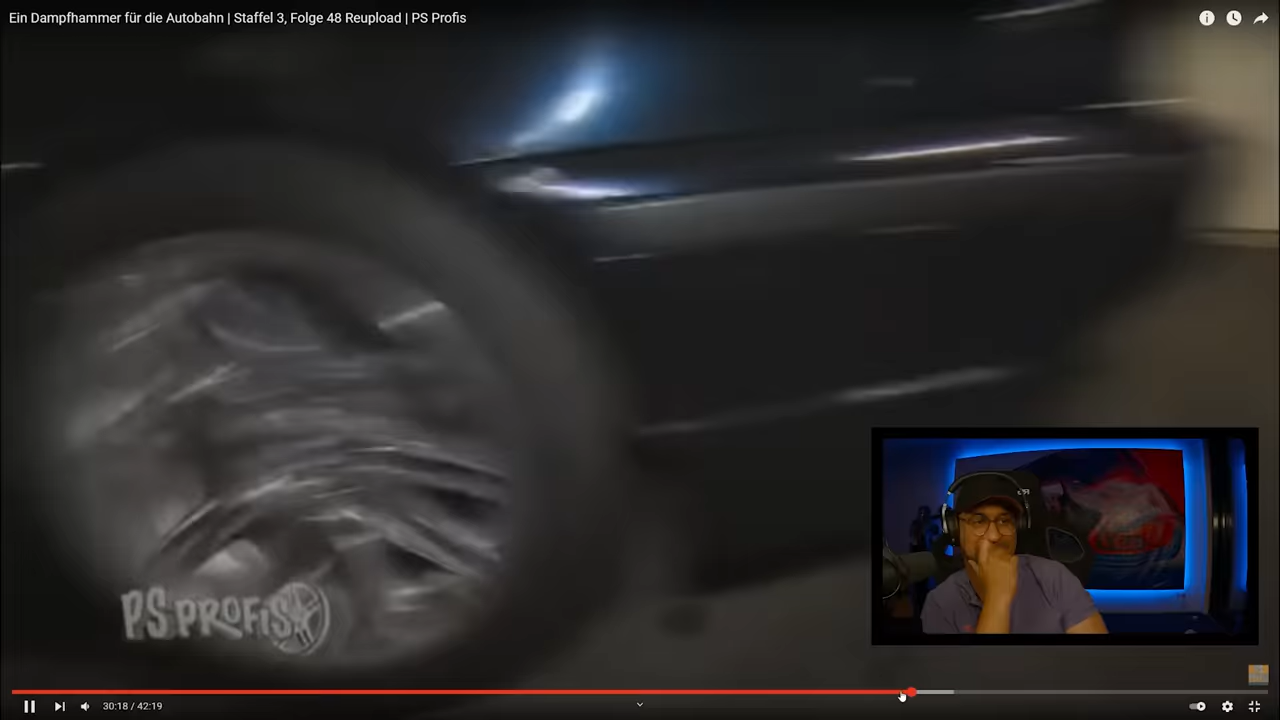 Ein Dampfhammer für die Autobahn | Staffel 3, Folge 48 Reupload | PS Profis
PS PROFIS
30:18 / 42:19